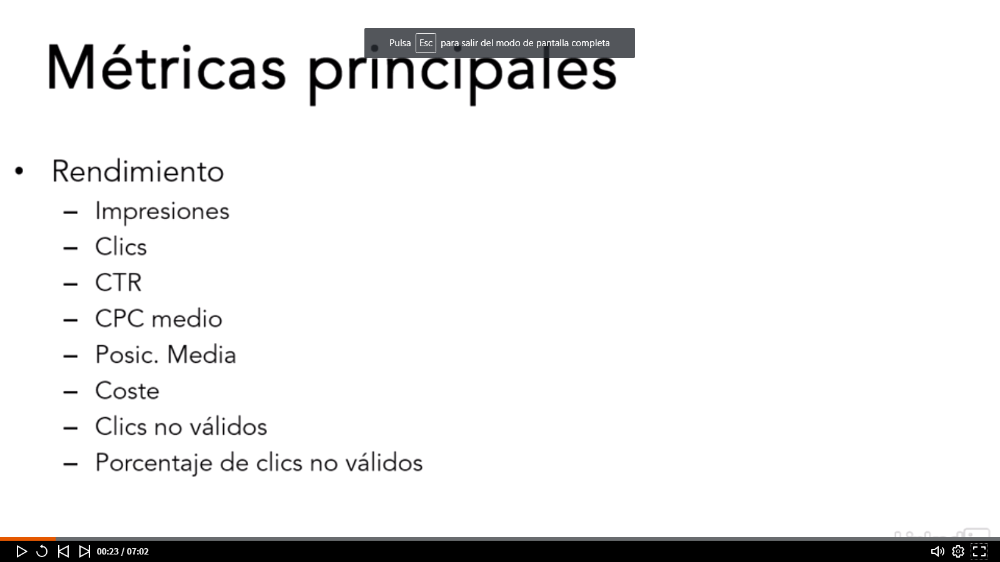 Pulsa Esc para salir del modo de pantalla completa
Métricas principales
• Rendimiento
– Impresiones
– Clics
– CTR
– CPC medio
– Posic. Media
– Coste
– Clics no válidos
– Porcentaje de clics no válidos
00:23 / 07:02